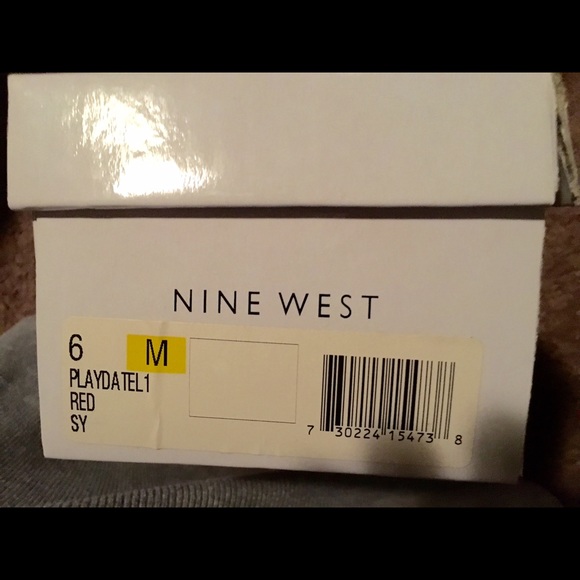 NINE WEST
6 M
PLAYDATEL1
RED
SY
7 30224 15473 8